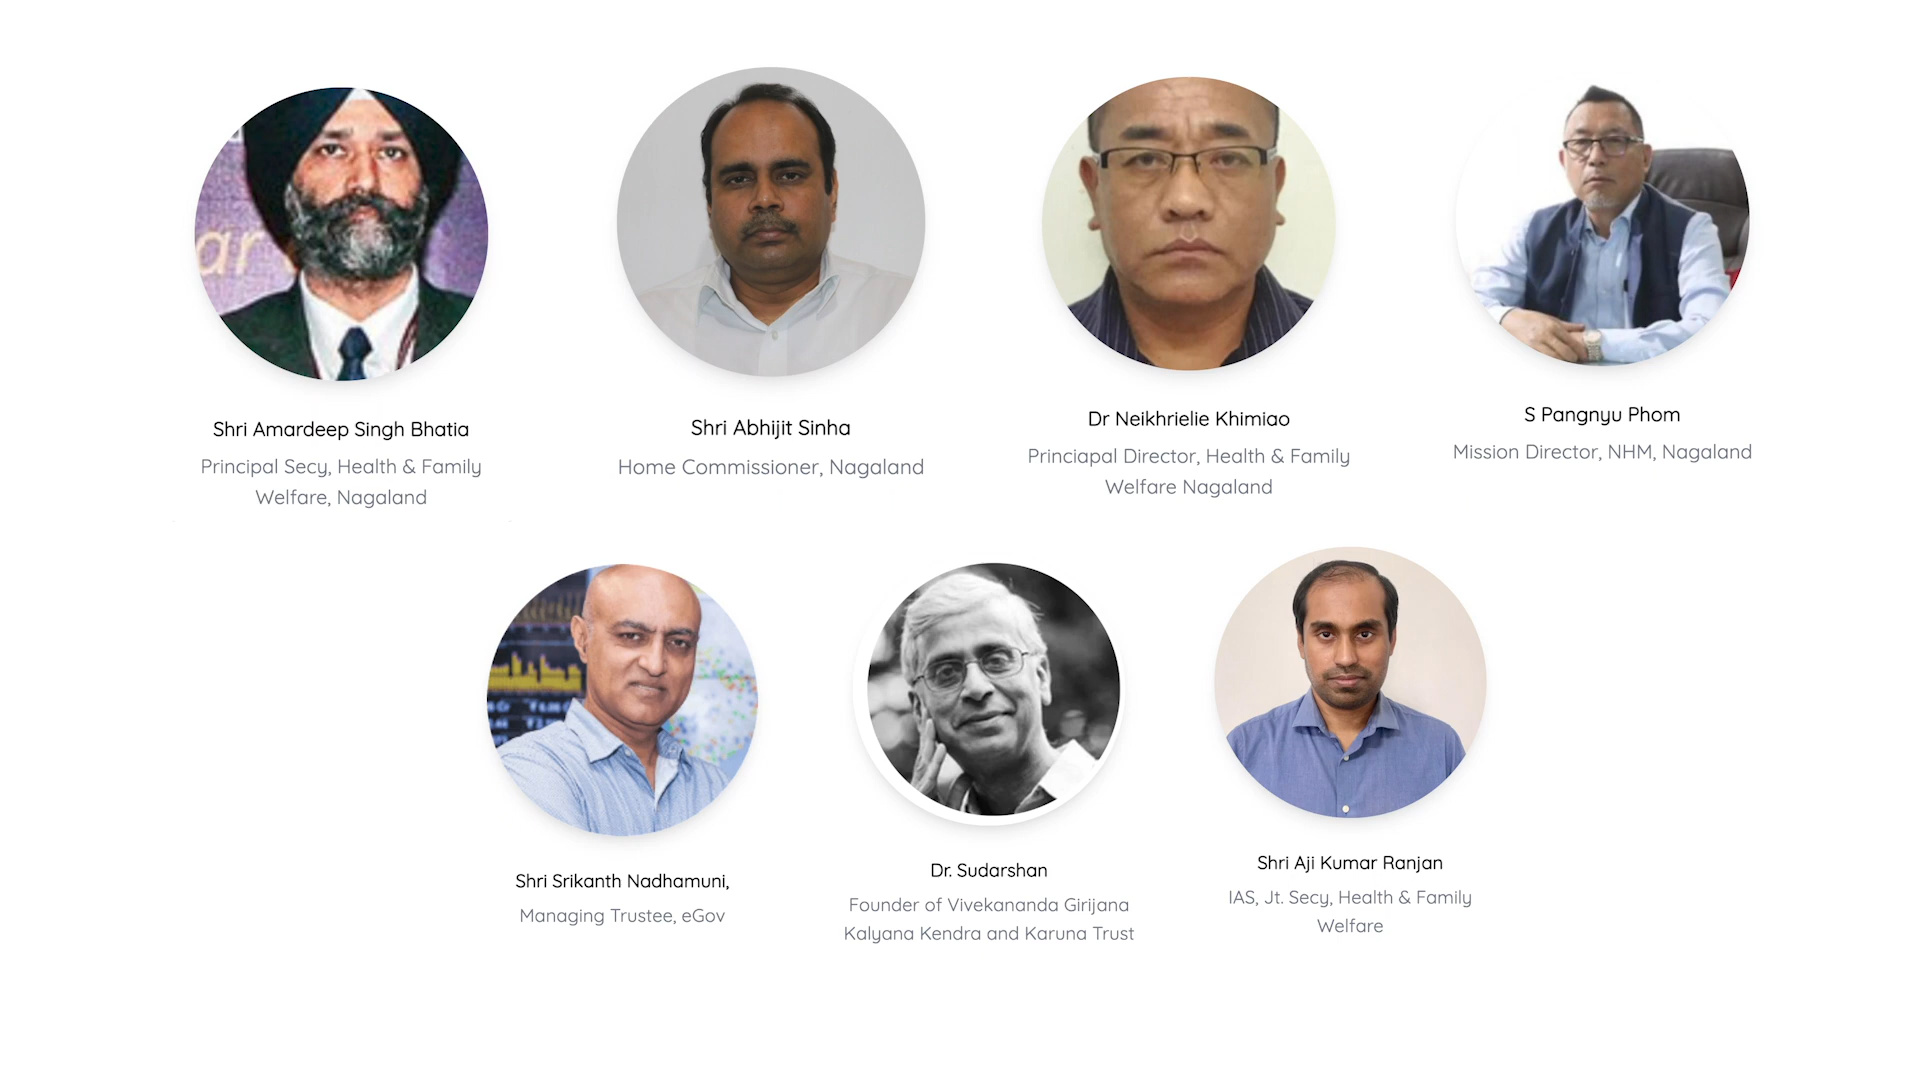 Shri Amardeep Singh Bhatia
Principal Secy, Health & Family
Welfare, Nagaland
Shri Abhijit Sinha
Home Commissioner, Nagaland
Dr Neikhrielie Khimiao
Princiapal Director, Health & Family
Welfare Nagaland
S Pangnyu Phom
Mission Director, NHM, Nagaland
Shri Srikanth Nadhamuni,
Managing Trustee, eGov
Dr. Sudarshan
Founder of Vivekananda Girijana
Kalyana Kendra and Karuna Trust
Shri Aji Kumar Ranjan
IAS, Jt. Secy, Health & Family
Welfare